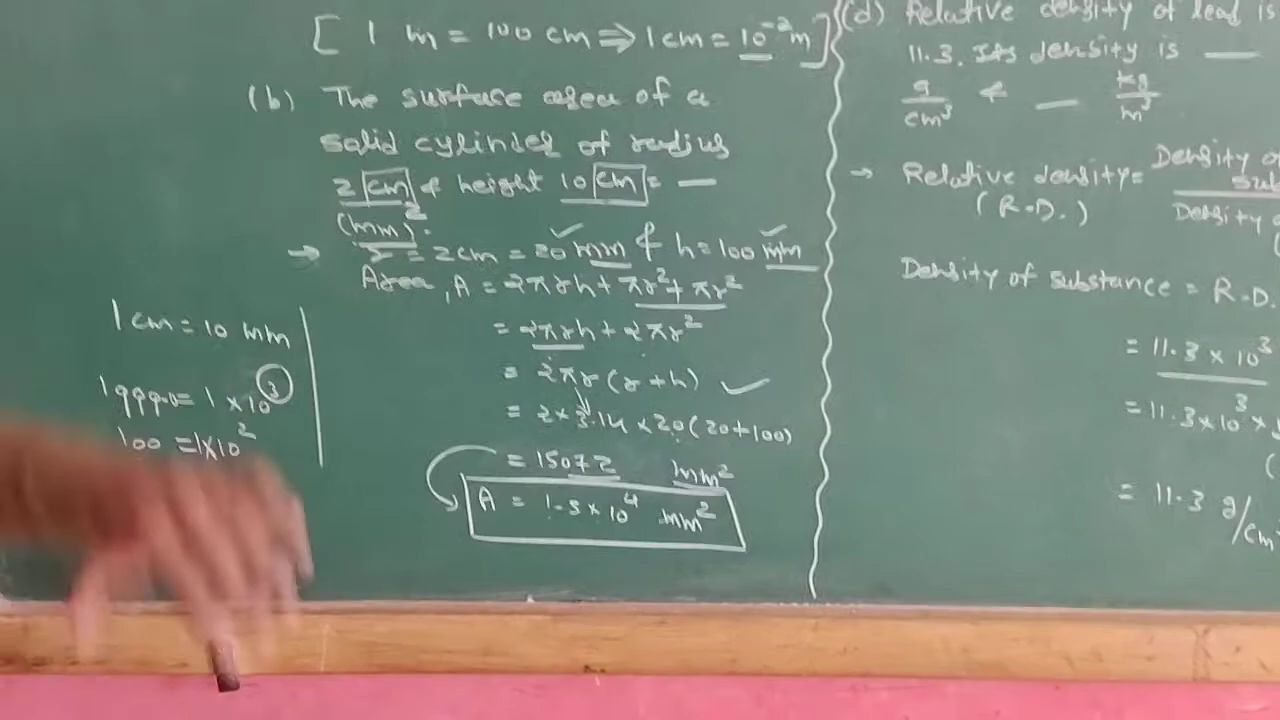 [ 1 m = 100 cm ⇒ 1 cm = 10⁻² m ]
(b) The surface area of a
solid cylinder of radius
2 cm & height 10 cm = —
(mm)².
→ r = 2 cm = 20 mm & h = 100 mm
Area, A = 2πrh + πr² + πr²
= 2πrh + 2πr²
= 2πr (r + h) ✓
= 2 × 3.14 × 20 (20 + 100)
= 15072 mm²
A = 1.5 × 10⁴ mm²
1 cm = 10 mm
= 1 × 10³
100 = 1 × 10²
(d) Relative density of lead is
11.3. Its density is —
g/cm³ & — kg/m³
→ Relative density = Density
(R.D.) Density
Density of substance = R.D.
= 11.3 × 10³
= 11.3 × 10³ ×
= 11.3 g/cm